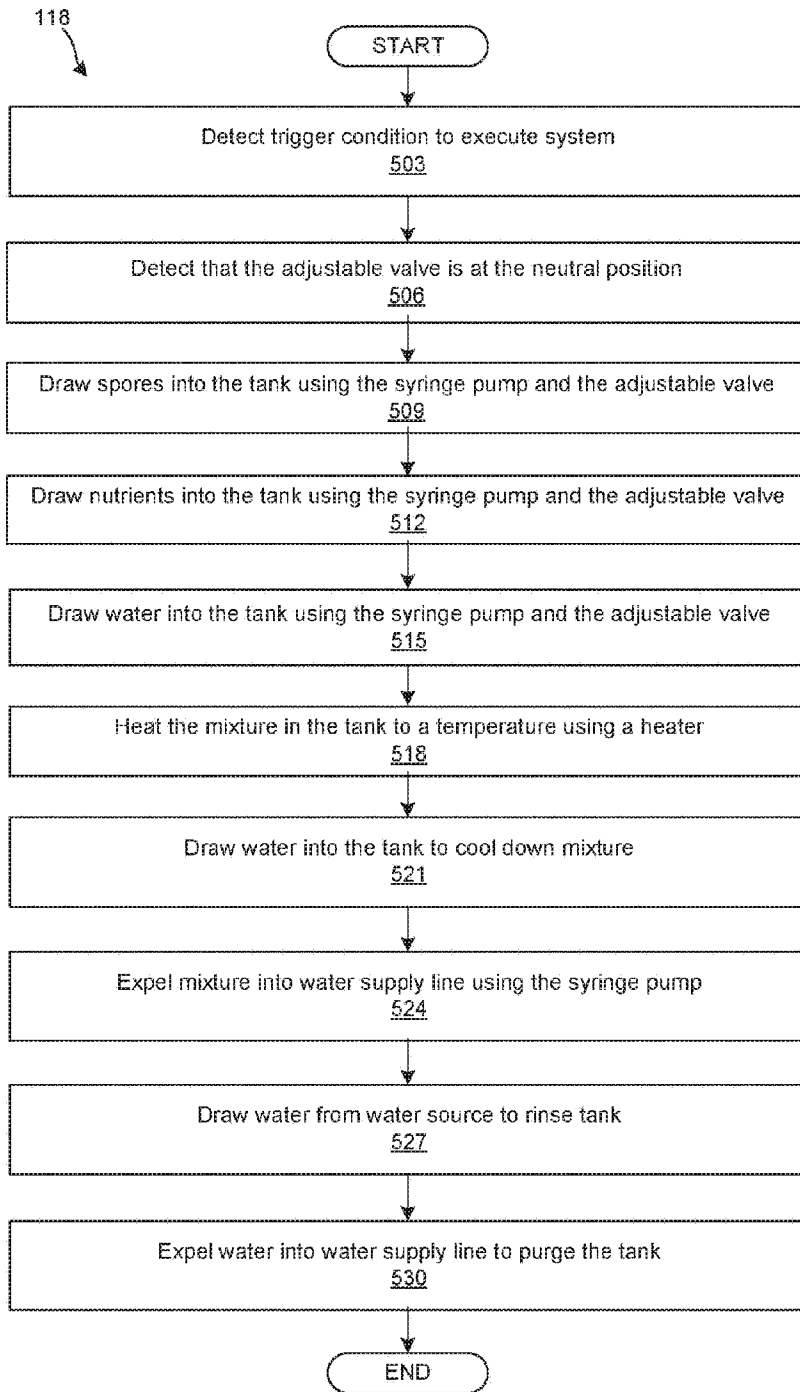 118
START
Detect trigger condition to execute system
503
Detect that the adjustable valve is at the neutral position
506
Draw spores into the tank using the syringe pump and the adjustable valve
509
Draw nutrients into the tank using the syringe pump and the adjustable valve
512
Draw water into the tank using the syringe pump and the adjustable valve
515
Heat the mixture in the tank to a temperature using a heater
518
Draw water into the tank to cool down mixture
521
Expel mixture into water supply line using the syringe pump
524
Draw water from water source to rinse tank
527
Expel water into water supply line to purge the tank
530
END